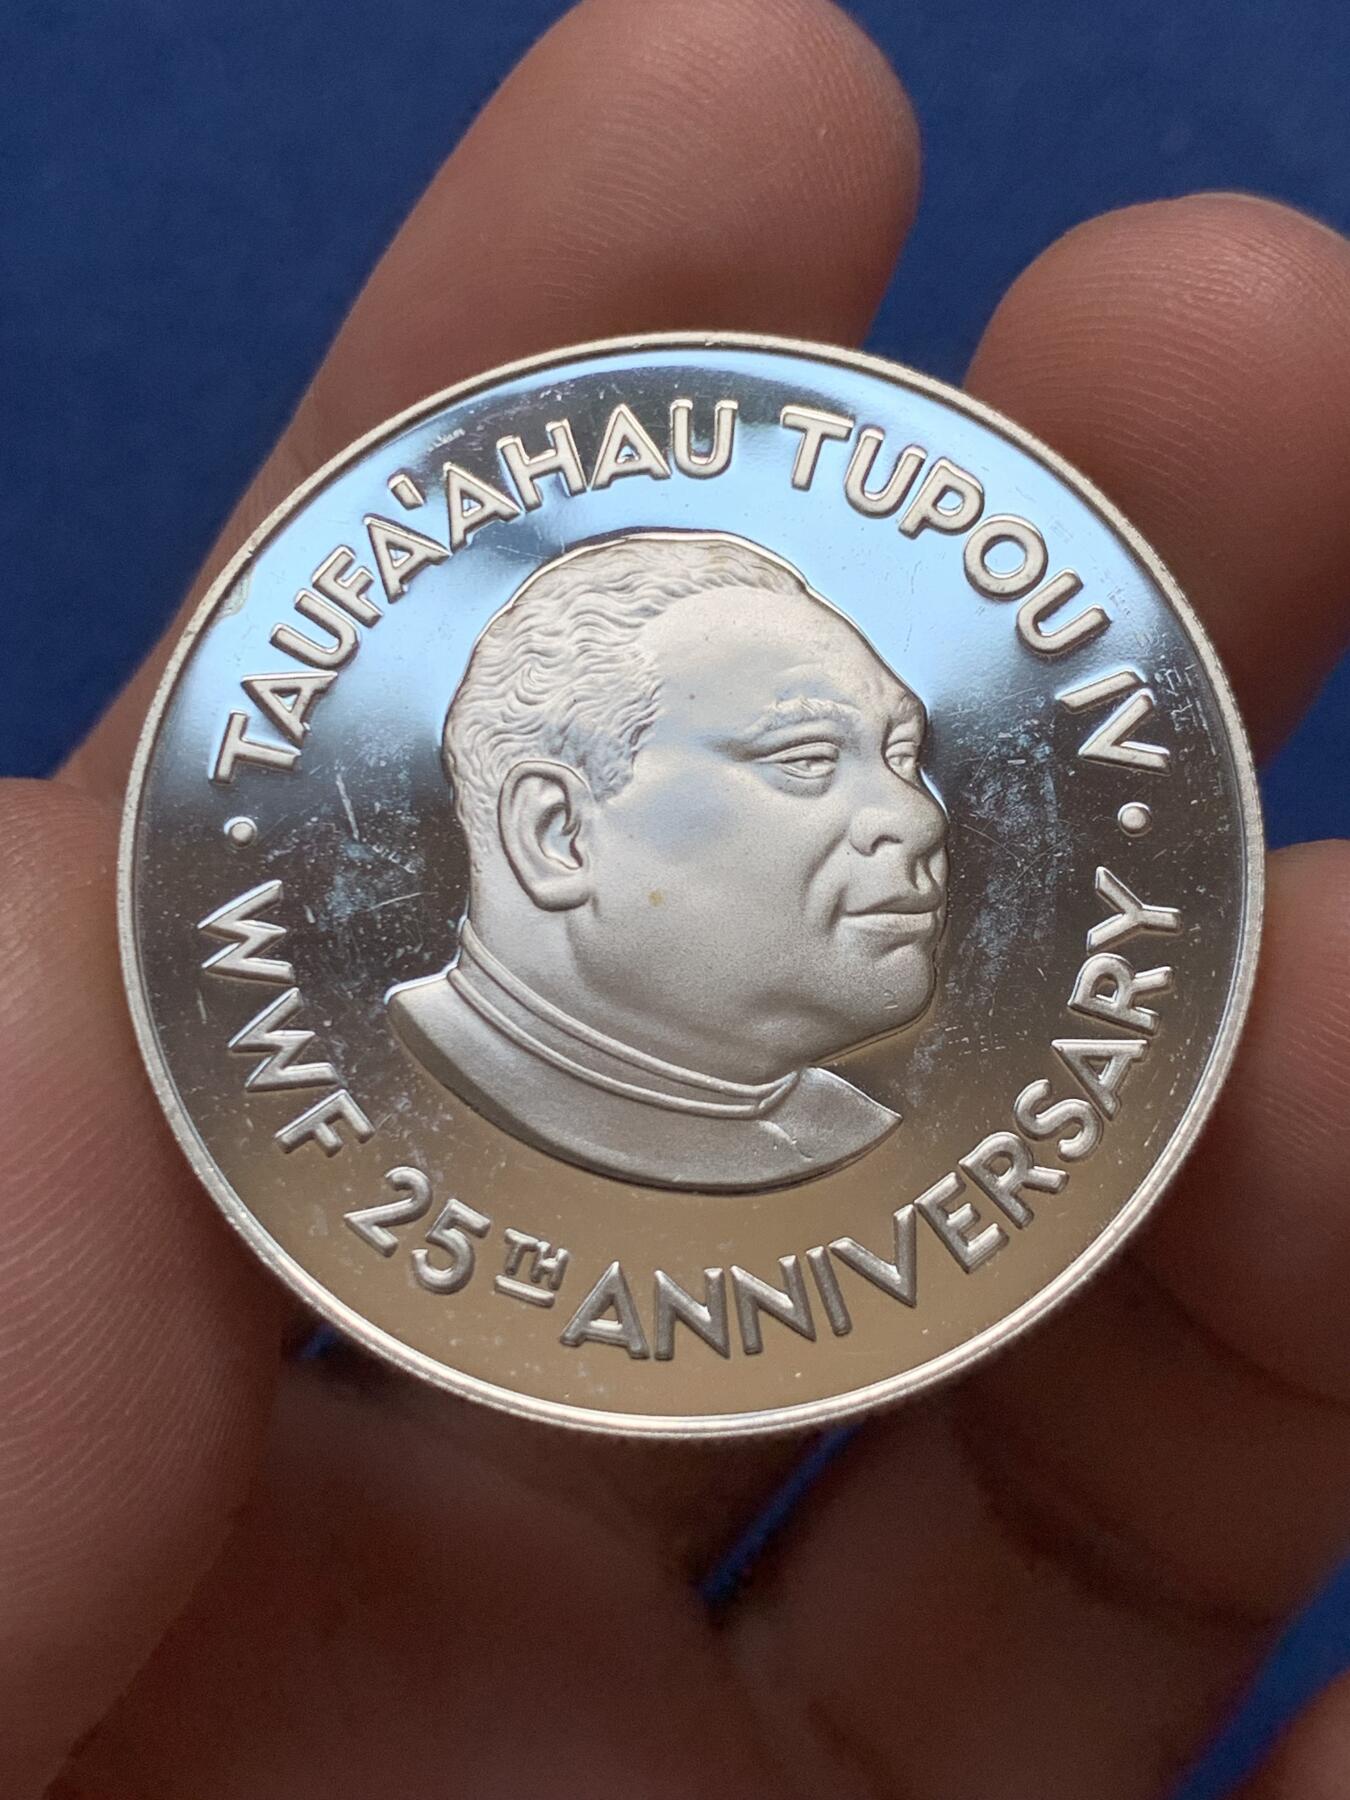 · TAUFA'AHAU TUPOU IV ·
WWF 25TH ANNIVERSARY